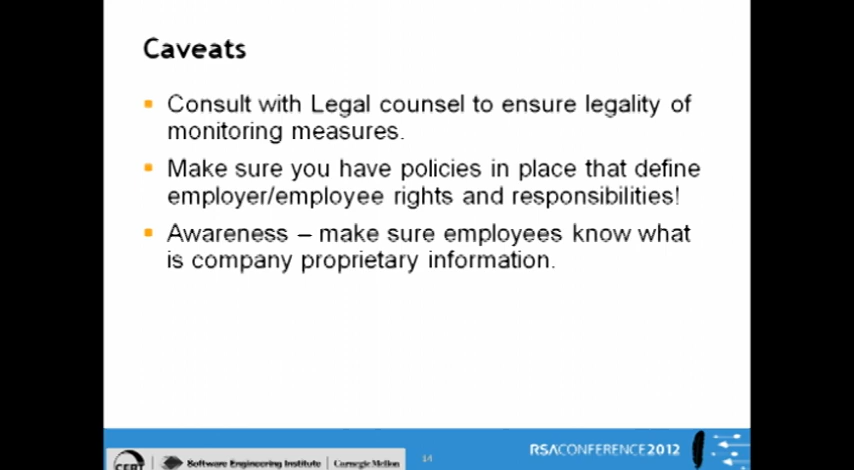 Caveats
Consult with Legal counsel to ensure legality of
monitoring measures.
Make sure you have policies in place that define
employer/employee rights and responsibilities!
Awareness – make sure employees know what
is company proprietary information.
RSACONFERENCE2012
CERT Software Engineering Institute Carnegie Mellon 14